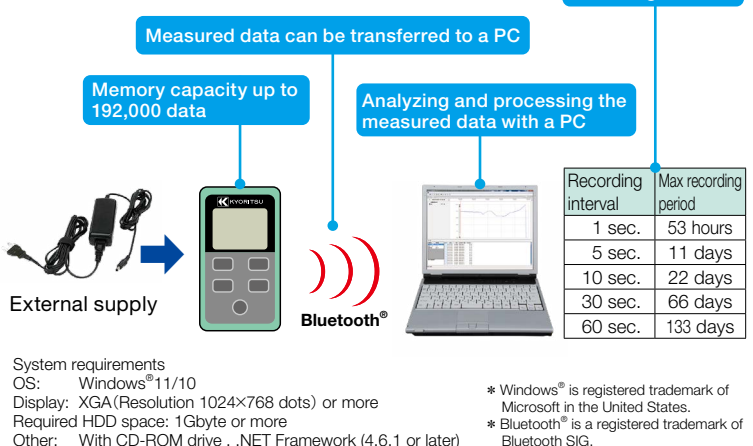 Measured data can be transferred to a PC
Memory capacity up to
192,000 data
Analyzing and processing the
measured data with a PC
KYORITSU
External supply
Bluetooth®
Recording interval Max recording period
1 sec. 53 hours
5 sec. 11 days
10 sec. 22 days
30 sec. 66 days
60 sec. 133 days
System requirements
OS: Windows®11/10
Display: XGA(Resolution 1024×768 dots) or more
Required HDD space: 1Gbyte or more
Other: With CD-ROM drive , .NET Framework (4.6.1 or later)
* Windows® is registered trademark of
Microsoft in the United States.
* Bluetooth® is a registered trademark of
Bluetooth SIG.